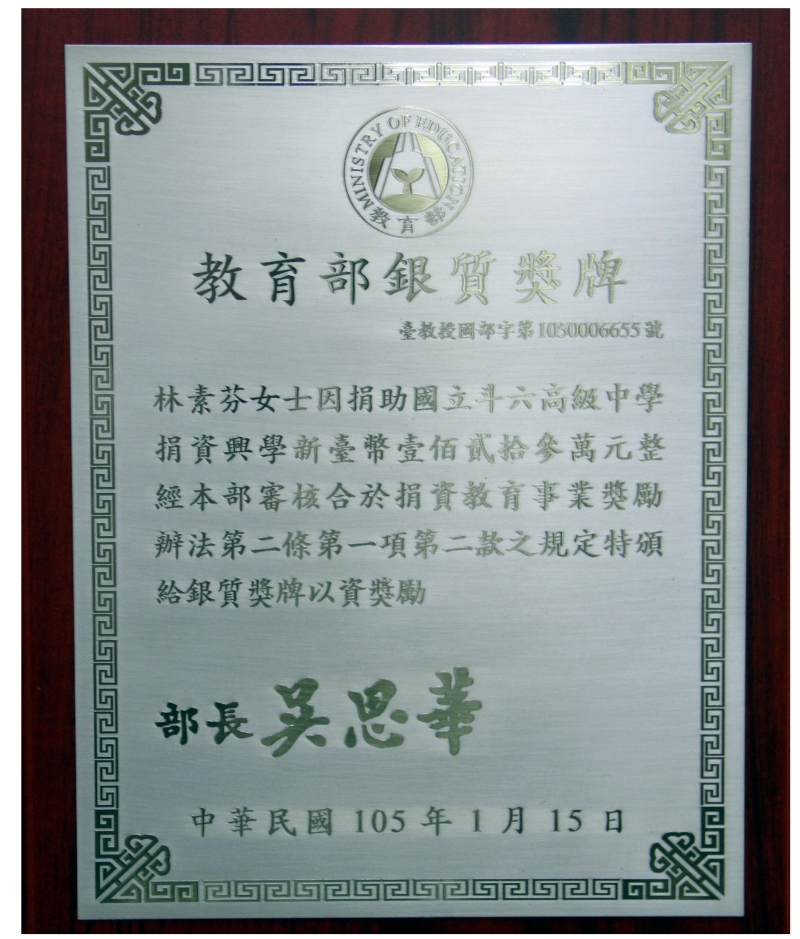 MINISTRY OF EDUCATION
教育部
教育部銀質獎牌
臺教授國部字第1050006655號
林素芬女士因捐助國立斗六高級中學
捐資興學新臺幣壹佰貳拾參萬元整
經本部審核合於捐資教育事業獎勵
辦法第二條第一項第二款之規定特頒
給銀質獎牌以資獎勵
部長 吳思華
中華民國 105 年 1 月 15 日